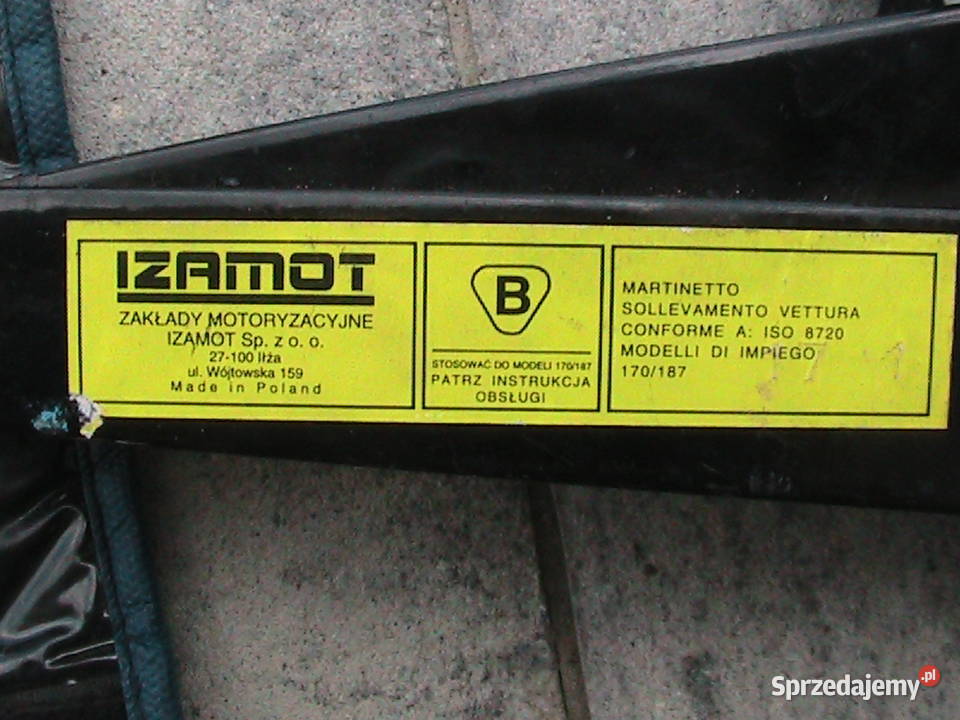 IZAMOT
ZAKŁADY MOTORYZACYJNE
IZAMOT Sp. z o. o.
27-100 Iłża
ul. Wójtowska 159
Made in Poland
B
STOSOWAĆ DO MODELI 170/187
PATRZ INSTRUKCJA
OBSŁUGI
MARTINETTO
SOLLEVAMENTO VETTURA
CONFORME A: ISO 8720
MODELLI DI IMPIEGO
170/187
Sprzedajemy.pl